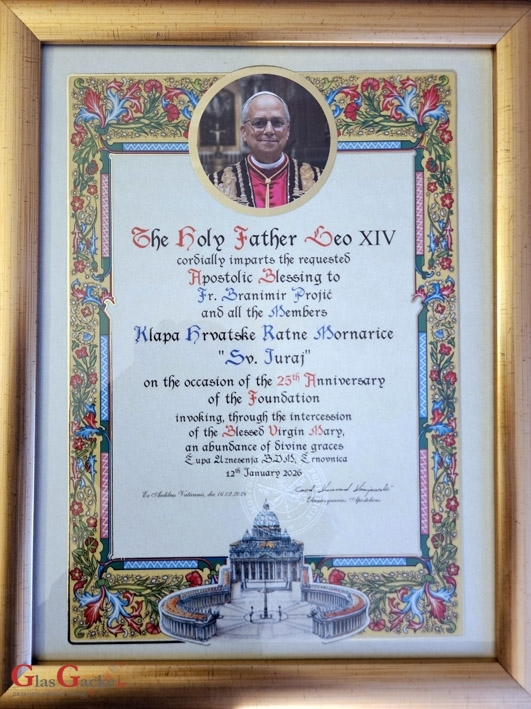 The Holy Father Leo XIV
cordially imparts the requested
Apostolic Blessing to
Fr. Branimir Projić
and all the Members
Klapa Hrvatske Ratne Mornarice
"Sv. Juraj"
on the occasion of the 25th Anniversary
of the Foundation
invoking, through the intercession
of the Blessed Virgin Mary,
an abundance of divine graces
Župa Uznesenja B.D.M, Žrnovnica
12th January 2026
Ex Aedibus Vaticanis, die
GlasGacke